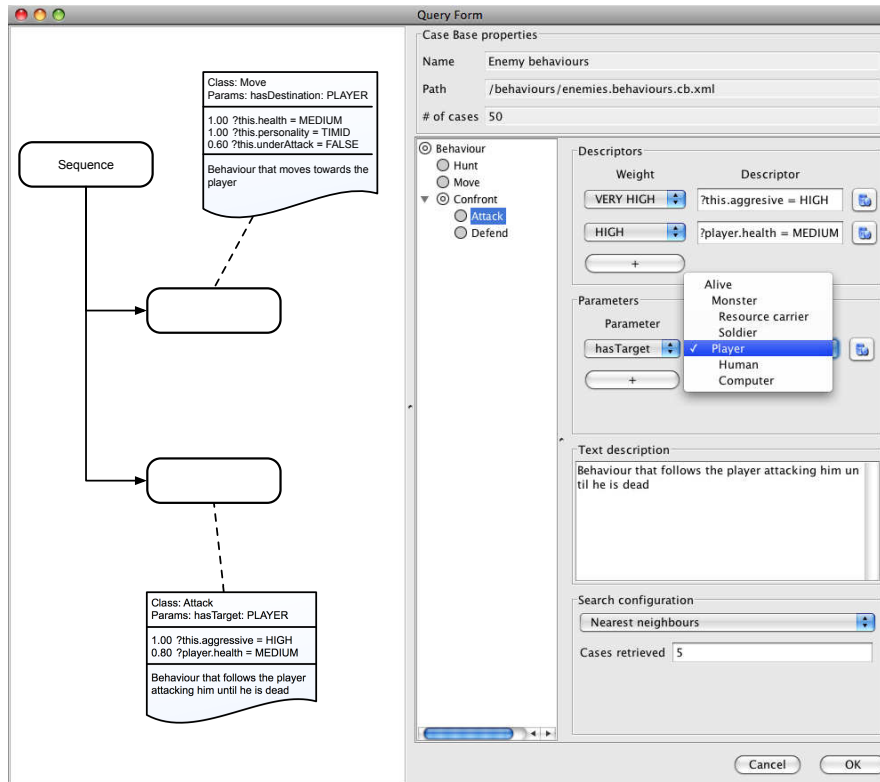 Query Form
Class: Move
Params: hasDestination: PLAYER
1.00 ?this.health = MEDIUM
1.00 ?this.personality = TIMID
0.60 ?this.underAttack = FALSE
Behaviour that moves towards the
player
Sequence
Class: Attack
Params: hasTarget: PLAYER
1.00 ?this.aggressive = HIGH
0.80 ?player.health = MEDIUM
Behaviour that follows the player
attacking him until he is dead
Case Base properties
Name Enemy behaviours
Path /behaviours/enemies.behaviours.cb.xml
# of cases 50
Behaviour
Hunt
Move
Confront
Attack
Defend
Descriptors
Weight Descriptor
VERY HIGH ?this.aggresive = HIGH
HIGH ?player.health = MEDIUM
+
Parameters
Parameter
hasTarget
+
Alive
Monster
Resource carrier
Soldier
✓ Player
Human
Computer
Text description
Behaviour that follows the player attacking him un
til he is dead
Search configuration
Nearest neighbours
Cases retrieved 5
Cancel OK